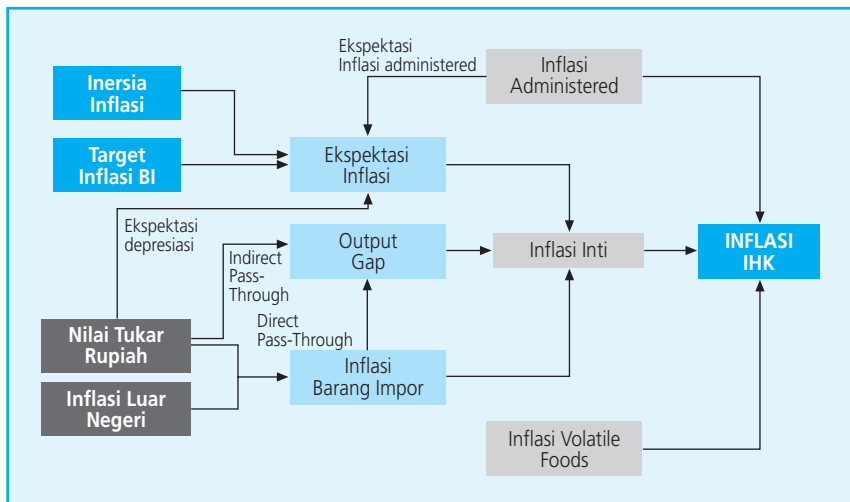 Ekspektasi
Inflasi administered
Inflasi
Administered
Inersia
Inflasi
Target
Inflasi BI
Ekspektasi
Inflasi
Ekspektasi
depresiasi
Indirect
Pass-
Through
Output
Gap
Inflasi Inti
INFLASI
IHK
Direct
Pass-Through
Nilai Tukar
Rupiah
Inflasi
Barang Impor
Inflasi Luar
Negeri
Inflasi Volatile
Foods